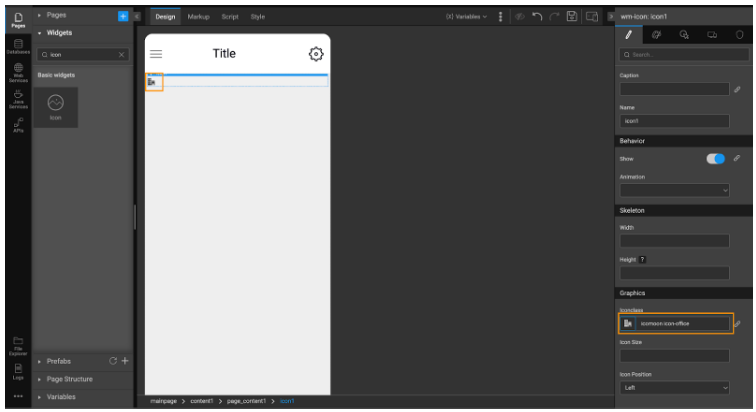 Pages
Databases
Web
Services
Java
Services
APIs
File
Explorer
Logs
Pages
Widgets
icon
Basic widgets
Icon
Prefabs
Page Structure
Variables
Design Markup Script Style
(x) Variables
Title
mainpage > content1 > page_content1 > icon1
wm-icon: icon1
Search...
Caption
Name
icon1
Behavior
Show
Animation
Skeleton
Width
Height ?
Graphics
Iconclass
icomoon:icon-office
Icon Size
Icon Position
Left